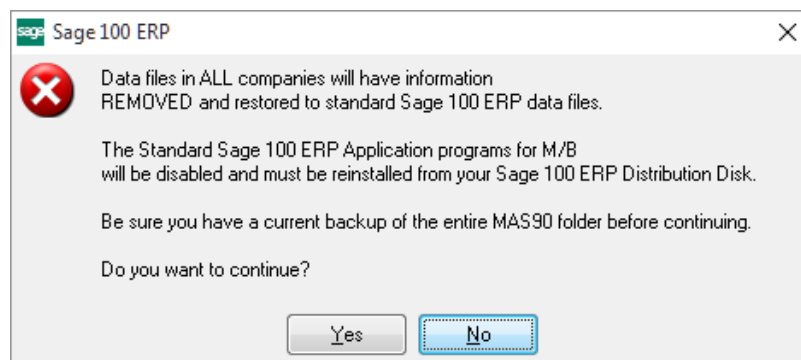 sage Sage 100 ERP
Data files in ALL companies will have information
REMOVED and restored to standard Sage 100 ERP data files.
The Standard Sage 100 ERP Application programs for M/B
will be disabled and must be reinstalled from your Sage 100 ERP Distribution Disk.
Be sure you have a current backup of the entire MAS90 folder before continuing.
Do you want to continue?
Yes No